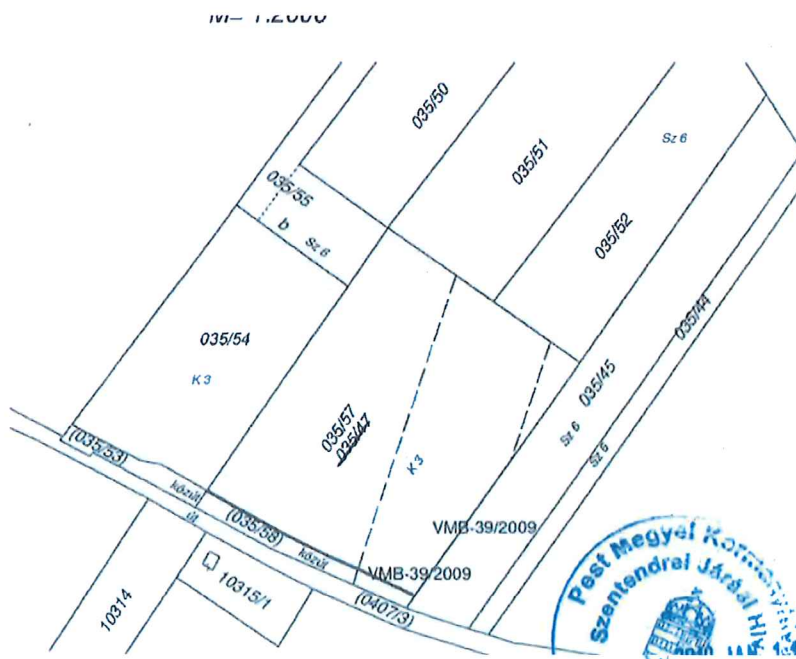 035/50
035/51
Sz 6
035/55
b
Sz 6
035/52
035/54
K 3
035/44
035/45
Sz 6
Sz 6
035/57
035/47
K 3
(035/53)
közút
út
(035/58)
közút
VMB-39/2009
VMB-39/2009
(0407/3)
10314
10315/1
Pest Megyei
Szentendrei Járási